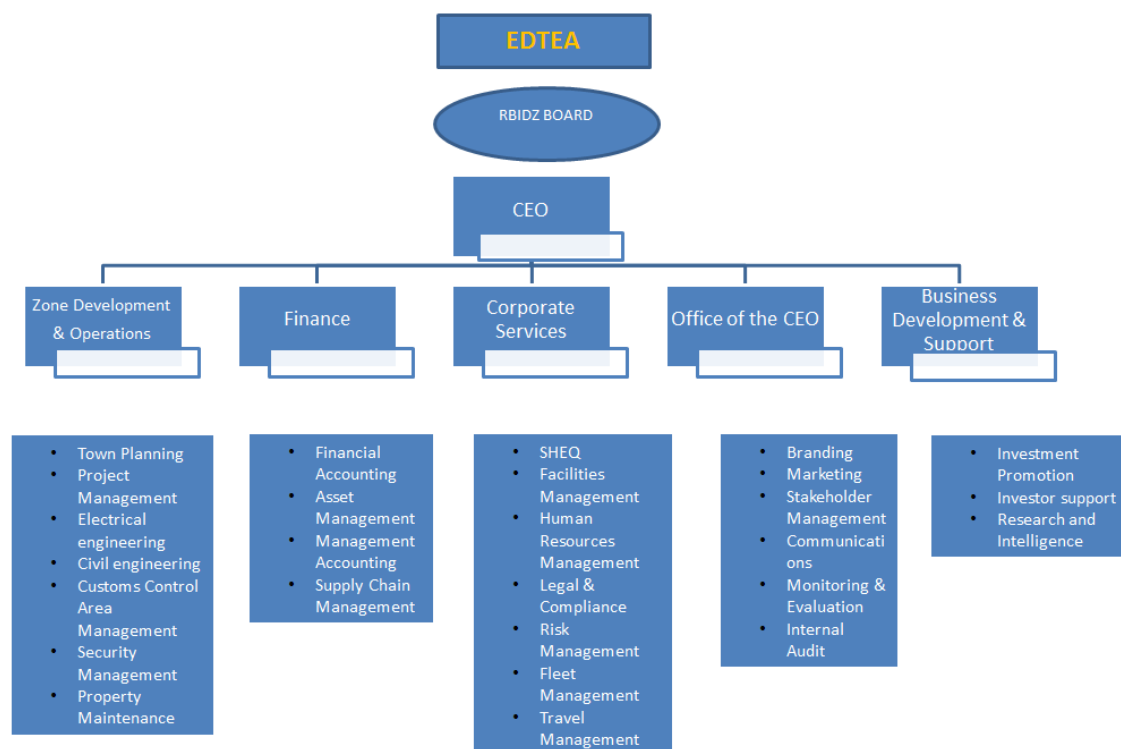 EDTEA
RBIDZ BOARD
CEO
Zone Development
& Operations
Finance
Corporate
Services
Office of the CEO
Business
Development &
Support
• Town Planning
• Project
Management
• Electrical
engineering
• Civil engineering
• Customs Control
Area
Management
• Security
Management
• Property
Maintenance
• Financial
Accounting
• Asset
Management
• Management
Accounting
• Supply Chain
Management
• SHEQ
• Facilities
Management
• Human
Resources
Management
• Legal &
Compliance
• Risk
Management
• Fleet
Management
• Travel
Management
• Branding
• Marketing
• Stakeholder
Management
• Communicati
ons
• Monitoring &
Evaluation
• Internal
Audit
• Investment
Promotion
• Investor support
• Research and
Intelligence